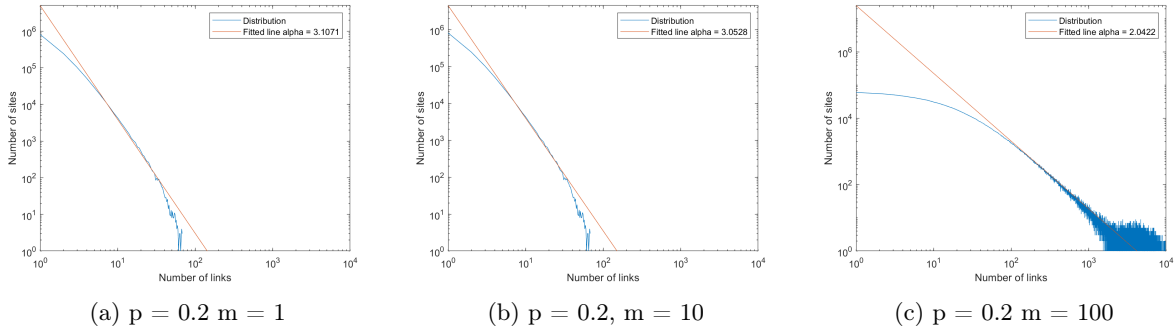 Distribution
Fitted line alpha = 3.1071
10^6
10^5
10^4
10^3
10^2
10^1
10^0
Number of sites
10^0 10^1 10^2 10^3 10^4
Number of links
(a) p = 0.2 m = 1
Distribution
Fitted line alpha = 3.0528
10^6
10^5
10^4
10^3
10^2
10^1
10^0
Number of sites
10^0 10^1 10^2 10^3 10^4
Number of links
(b) p = 0.2, m = 10
Distribution
Fitted line alpha = 2.0422
10^6
10^4
10^2
10^0
Number of sites
10^0 10^1 10^2 10^3 10^4
Number of links
(c) p = 0.2 m = 100